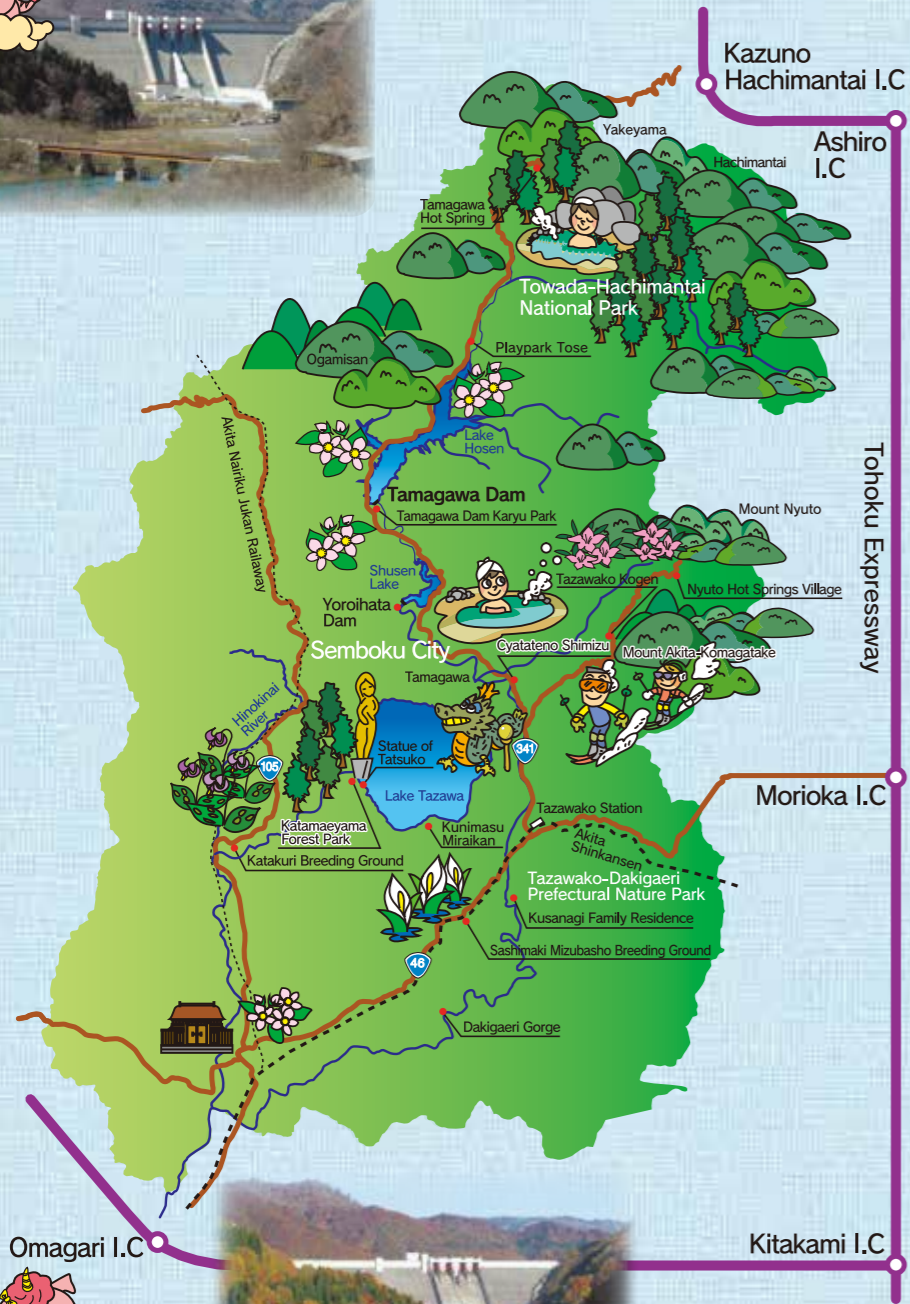 Kazuno
Hachimantai I.C
Ashiro
I.C
Yakeyama
Hachimantai
Tamagawa
Hot Spring
Towada-Hachimantai
National Park
Playpark Tose
Ogamisan
Akita Nairiku Jukan Railaway
Lake
Hosen
Tamagawa Dam
Tamagawa Dam Karyu Park
Tohoku Expressway
Mount Nyuto
Shusen
Lake
Tazawako Kogen
Nyuto Hot Springs Village
Yoroihata
Dam
Semboku City
Cyatateno Shimizu
Mount Akita-Komagatake
Tamagawa
Hinokinai
River
105
341
Statue of
Tatsuko
Lake Tazawa
Morioka I.C
Tazawako Station
Akita
Shinkansen
Katamaeyama
Forest Park
Kunimasu
Miraikan
Katakuri Breeding Ground
Tazawako-Dakigaeri
Prefectural Nature Park
Kusanagi Family Residence
Sashimaki Mizubasho Breeding Ground
46
Dakigaeri Gorge
Omagari I.C
Kitakami I.C